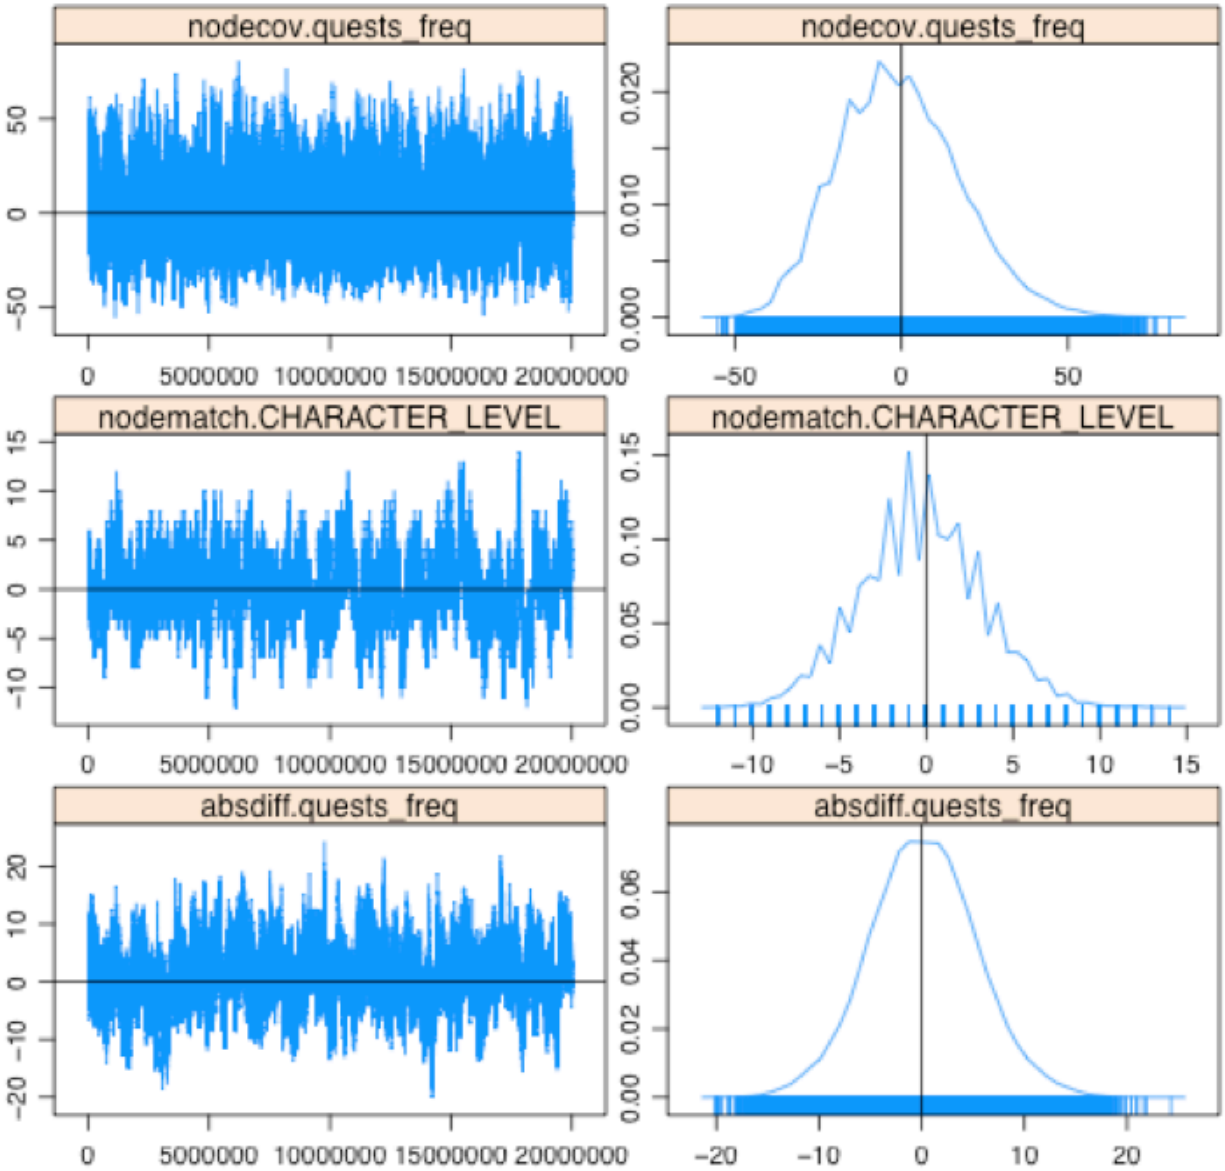 nodecov.quests_freq
nodecov.quests_freq
50
0
−50
0.020
0.010
0.000
0 5000000 10000000 15000000 20000000
−50 0 50
nodematch.CHARACTER_LEVEL
nodematch.CHARACTER_LEVEL
15
10
5
0
−5
−10
0.15
0.10
0.05
0.00
0 5000000 10000000 15000000 20000000
−10 −5 0 5 10 15
absdiff.quests_freq
absdiff.quests_freq
20
10
0
−10
−20
0.06
0.04
0.02
0.00
0 5000000 10000000 15000000 20000000
−20 −10 0 10 20